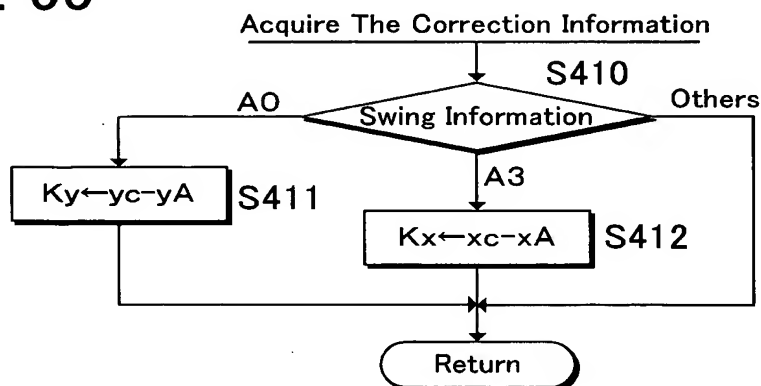 Acquire The Correction Information
S410
A0
Swing Information
Others
Ky←yc-yA
S411
A3
Kx←xc-xA
S412
Return